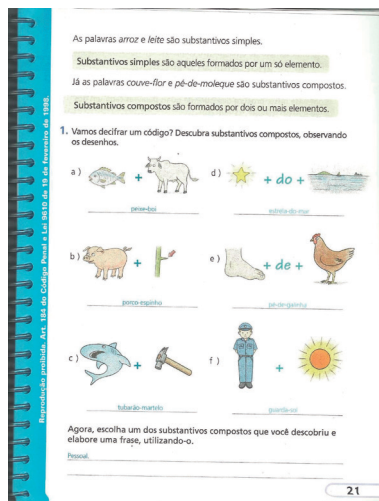 As palavras arroz e leite são substantivos simples.
Substantivos simples são aqueles formados por um só elemento.
Já as palavras couve-flor e pé-de-moleque são substantivos compostos.
Substantivos compostos são formados por dois ou mais elementos.
1. Vamos decifrar um código? Descubra substantivos compostos, observando
os desenhos.
a) +
d) + do +
peixe-boi
estrela-do-mar
b) +
e) + de +
porco-espinho
pé-de-galinha
c) +
f) +
tubarão-martelo
guarda-sol
Agora, escolha um dos substantivos compostos que você descobriu e
elabore uma frase, utilizando-o.
Pessoal.
21
Reprodução proibida. Art. 184 do Código Penal e Lei 9610 de 19 de fevereiro de 1998.